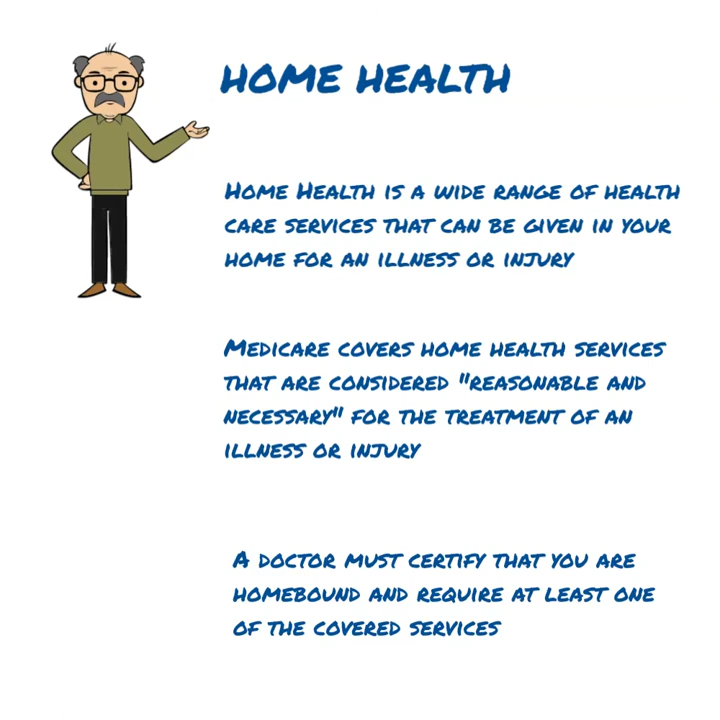 HOME HEALTH
HOME HEALTH IS A WIDE RANGE OF HEALTH
CARE SERVICES THAT CAN BE GIVEN IN YOUR
HOME FOR AN ILLNESS OR INJURY
MEDICARE COVERS HOME HEALTH SERVICES
THAT ARE CONSIDERED "REASONABLE AND
NECESSARY" FOR THE TREATMENT OF AN
ILLNESS OR INJURY
A DOCTOR MUST CERTIFY THAT YOU ARE
HOMEBOUND AND REQUIRE AT LEAST ONE
OF THE COVERED SERVICES